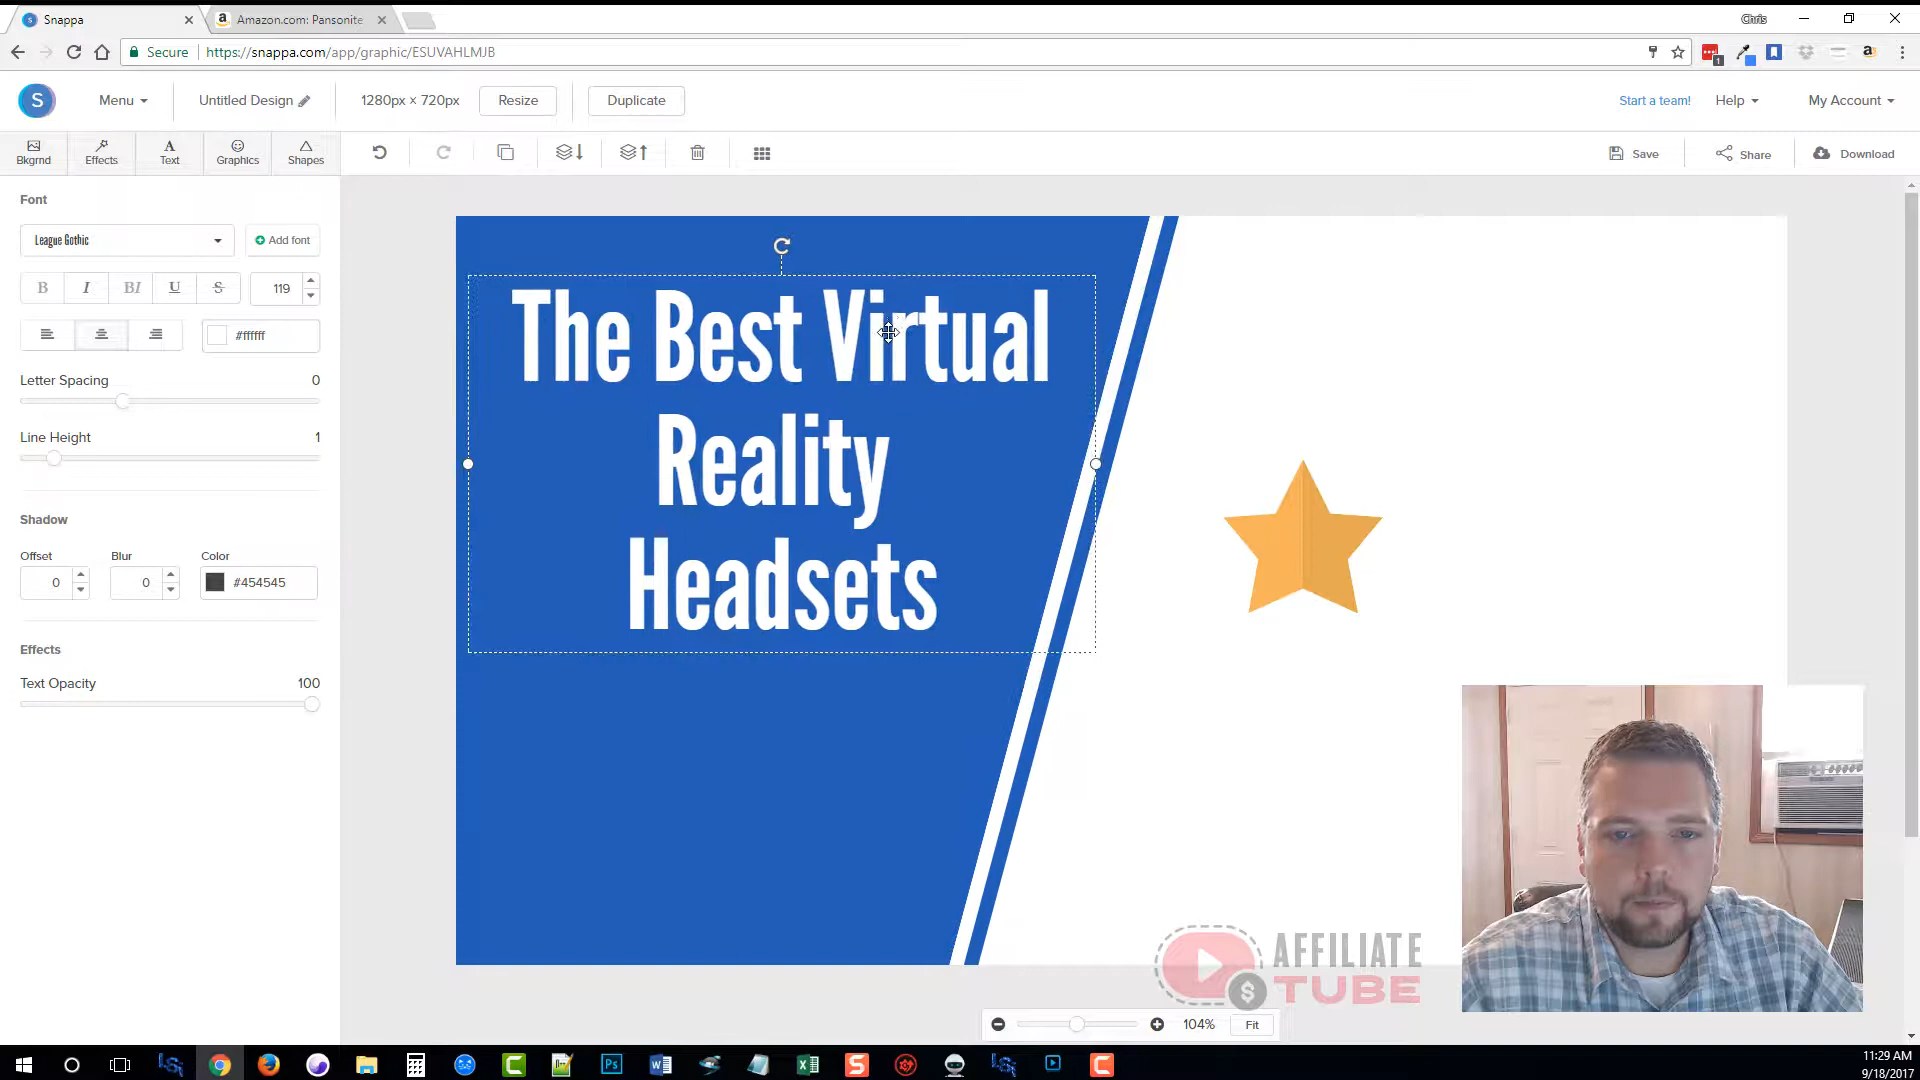 Snappa
Amazon.com: Pansonite
Chris
Secure
https://snappa.com/app/graphic/ESUVAHLMJB
S
Menu
Untitled Design
1280px × 720px
Resize
Duplicate
Start a team!
Help
My Account
Bkgrnd
Effects
Text
Graphics
Shapes
Save
Share
Download
Font
League Gothic
Add font
B
I
BI
U
S
119
#ffffff
Letter Spacing
0
Line Height
1
Shadow
Offset
Blur
Color
0
0
#454545
Effects
Text Opacity
100
The Best Virtual
Reality
Headsets
AFFILIATE
TUBE
$
104%
Fit
11:29 AM
9/18/2017